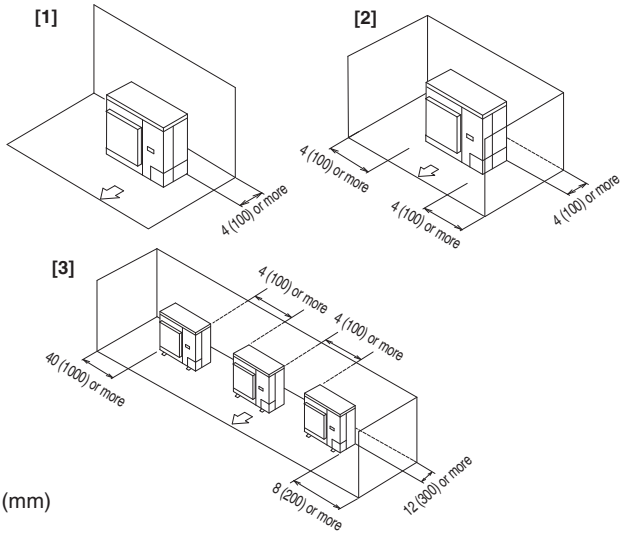 [1]
4 (100) or more
[2]
4 (100) or more
4 (100) or more
4 (100) or more
[3]
4 (100) or more
4 (100) or more
40 (1000) or more
8 (200) or more
12 (300) or more
(mm)